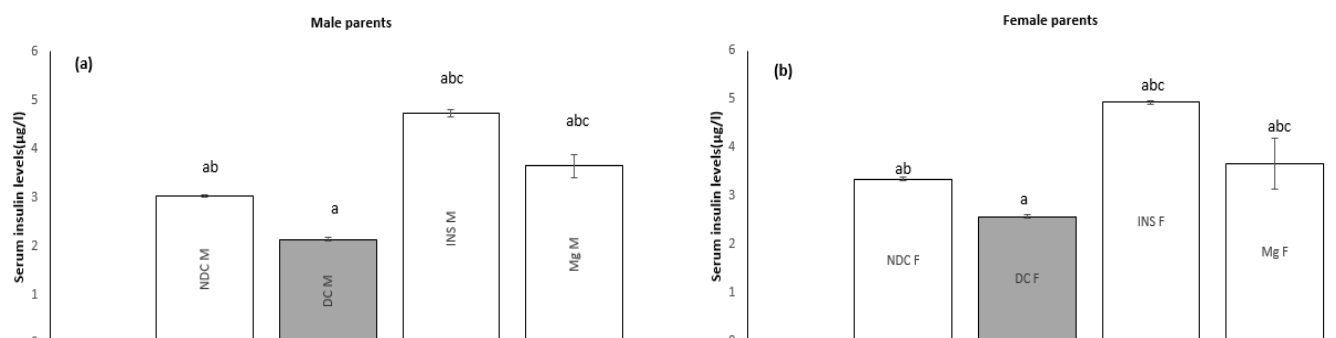 Male parents
(a)
Serum insulin levels(µg/l)
6
5
4
3
2
1
0
ab
a
abc
abc
NDC M
DC M
INS M
Mg M
Female parents
(b)
Serum insulin levels(µg/l)
6
5
4
3
2
1
0
ab
a
abc
abc
NDC F
DC F
INS F
Mg F